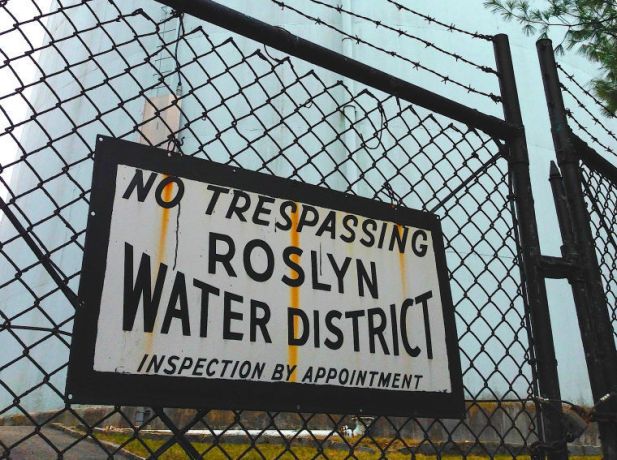 NO TRESPASSING
ROSLYN
WATER DISTRICT
INSPECTION BY APPOINTMENT